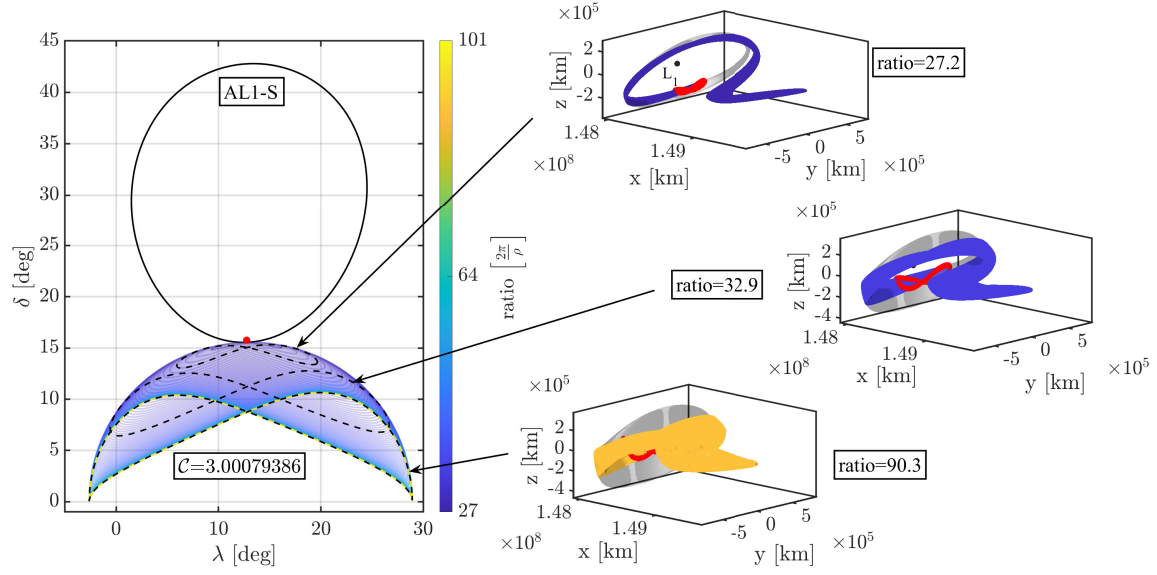 45
40
35
30
25
20
15
10
5
0
δ [deg]
0
10
20
30
λ [deg]
AL1-S
𝒞=3.00079386
101
64
27
ratio [2π/ρ]
×10⁵
2
0
-2
z [km]
L₁
1.48
1.49
×10⁸
x [km]
-5
0
5
y [km]
×10⁵
ratio=27.2
×10⁵
2
0
-2
-4
z [km]
1.48
1.49
×10⁸
x [km]
-5
0
5
y [km]
×10⁵
ratio=32.9
×10⁵
2
0
-2
-4
z [km]
1.48
1.49
×10⁸
x [km]
-5
0
5
y [km]
×10⁵
ratio=90.3